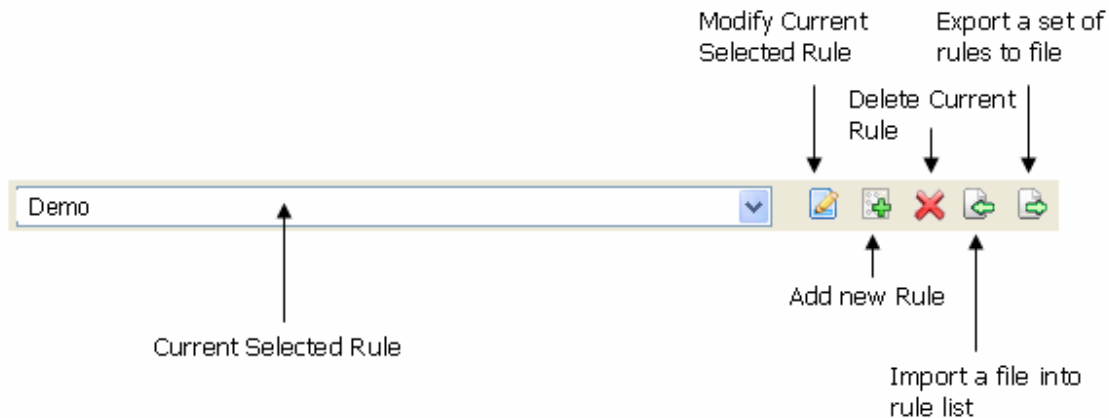 Modify Current
Selected Rule
Export a set of
rules to file
Delete Current
Rule
Demo
Add new Rule
Current Selected Rule
Import a file into
rule list